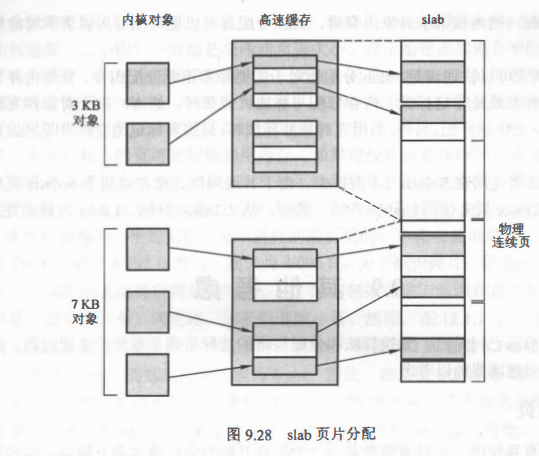 内核对象
高速缓存
slab
3 KB
对象
物理
连续页
7 KB
对象
图 9.28 slab 页片分配